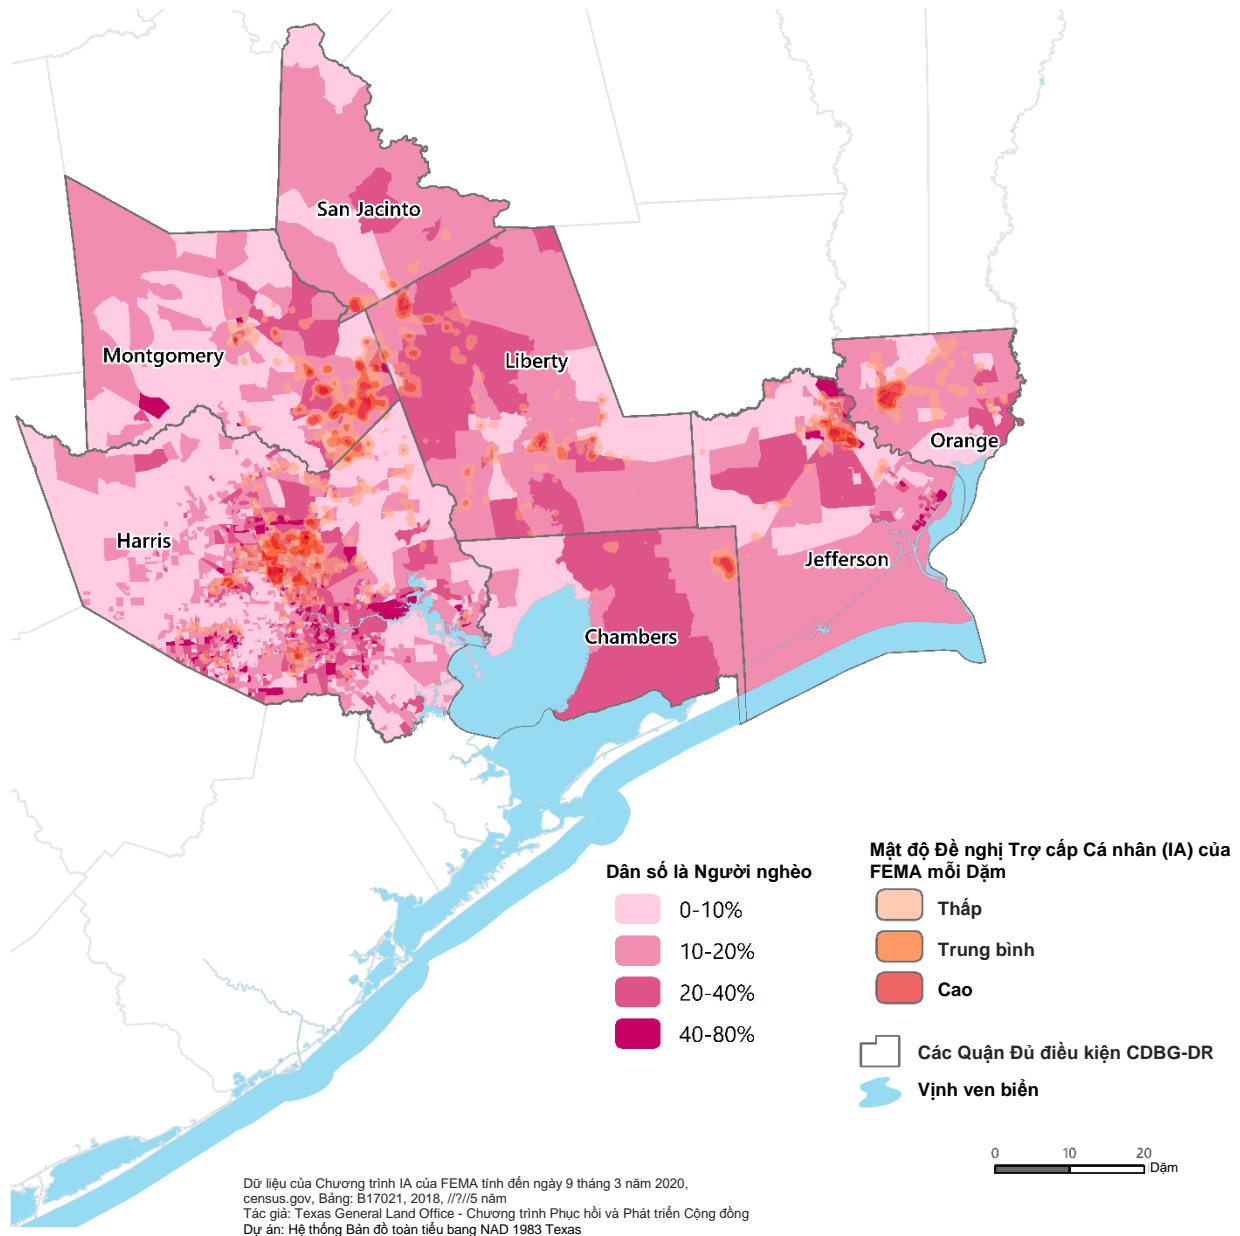 San Jacinto
Montgomery
Liberty
Orange
Harris
Jefferson
Chambers
Dân số là Người nghèo
0-10%
10-20%
20-40%
40-80%
Mật độ Đề nghị Trợ cấp Cá nhân (IA) của
FEMA mỗi Dặm
Thấp
Trung bình
Cao
Các Quận Đủ điều kiện CDBG-DR
Vịnh ven biển
0 10 20
Dặm
Dữ liệu của Chương trình IA của FEMA tính đến ngày 9 tháng 3 năm 2020,
census.gov, Bảng: B17021, 2018, //?//5 năm
Tác giả: Texas General Land Office - Chương trình Phục hồi và Phát triển Cộng đồng
Dự án: Hệ thống Bản đồ toàn tiểu bang NAD 1983 Texas